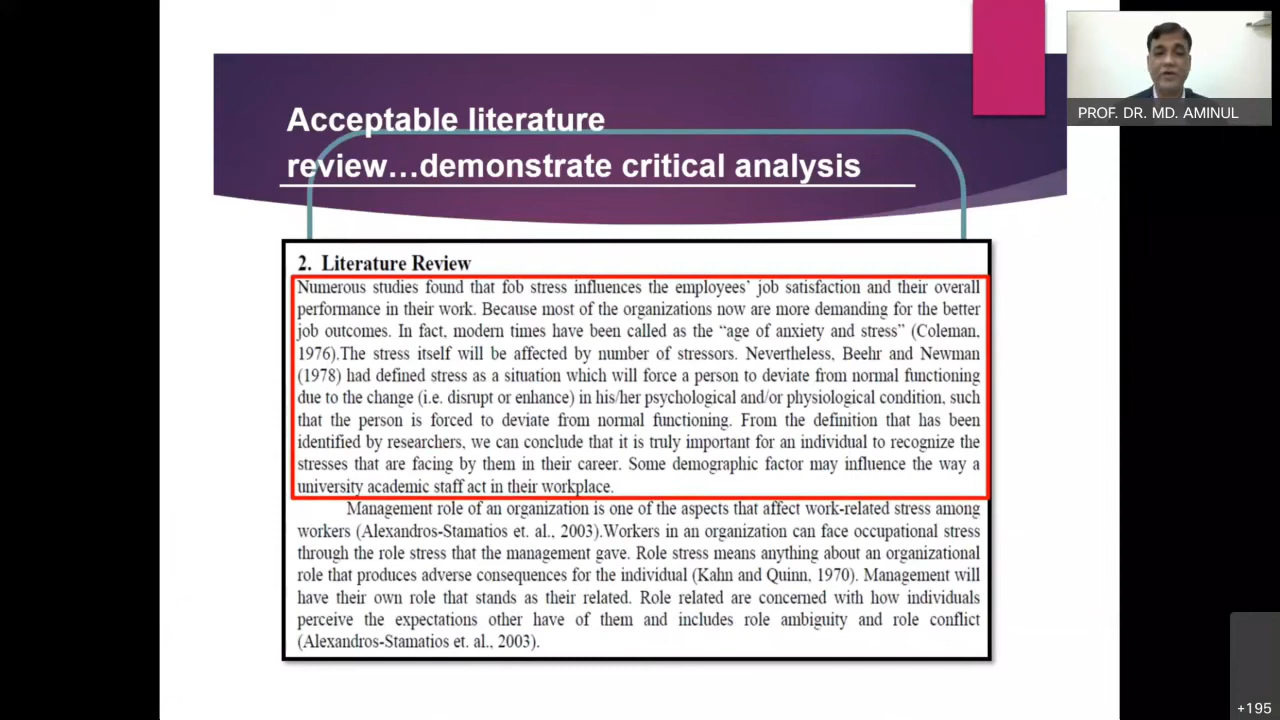 Acceptable literature
review…demonstrate critical analysis
PROF. DR. MD. AMINUL
2. Literature Review
Numerous studies found that fob stress influences the employees' job satisfaction and their overall
performance in their work. Because most of the organizations now are more demanding for the better
job outcomes. In fact, modern times have been called as the “age of anxiety and stress” (Coleman,
1976).The stress itself will be affected by number of stressors. Nevertheless, Beehr and Newman
(1978) had defined stress as a situation which will force a person to deviate from normal functioning
due to the change (i.e. disrupt or enhance) in his/her psychological and/or physiological condition, such
that the person is forced to deviate from normal functioning. From the definition that has been
identified by researchers, we can conclude that it is truly important for an individual to recognize the
stresses that are facing by them in their career. Some demographic factor may influence the way a
university academic staff act in their workplace.
Management role of an organization is one of the aspects that affect work-related stress among
workers (Alexandros-Stamatios et. al., 2003).Workers in an organization can face occupational stress
through the role stress that the management gave. Role stress means anything about an organizational
role that produces adverse consequences for the individual (Kahn and Quinn, 1970). Management will
have their own role that stands as their related. Role related are concerned with how individuals
perceive the expectations other have of them and includes role ambiguity and role conflict
(Alexandros-Stamatios et. al., 2003).
+195